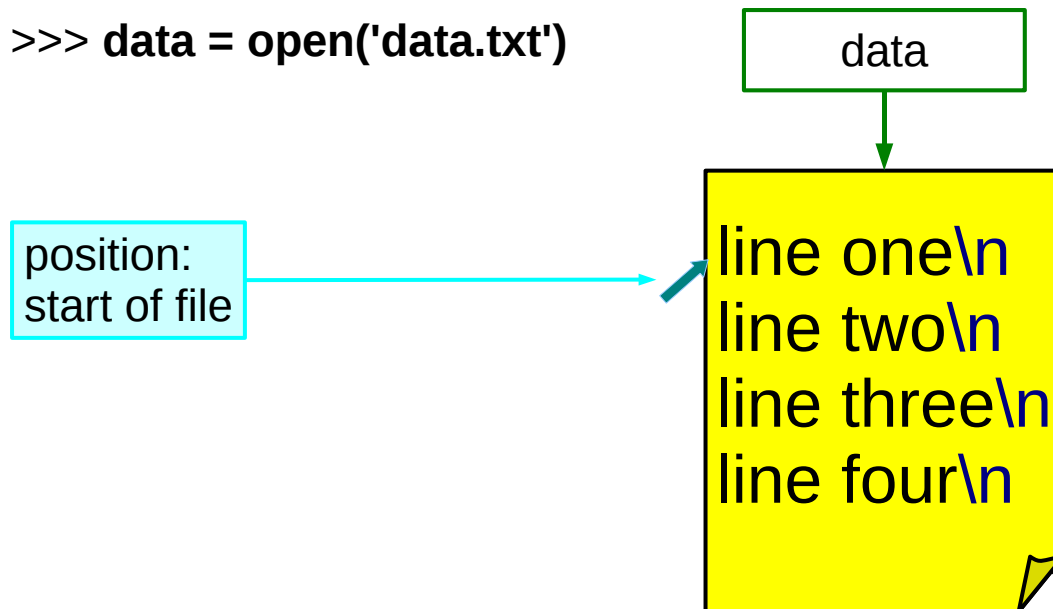 >>> data = open('data.txt')
data
position:
start of file
line one\n
line two\n
line three\n
line four\n